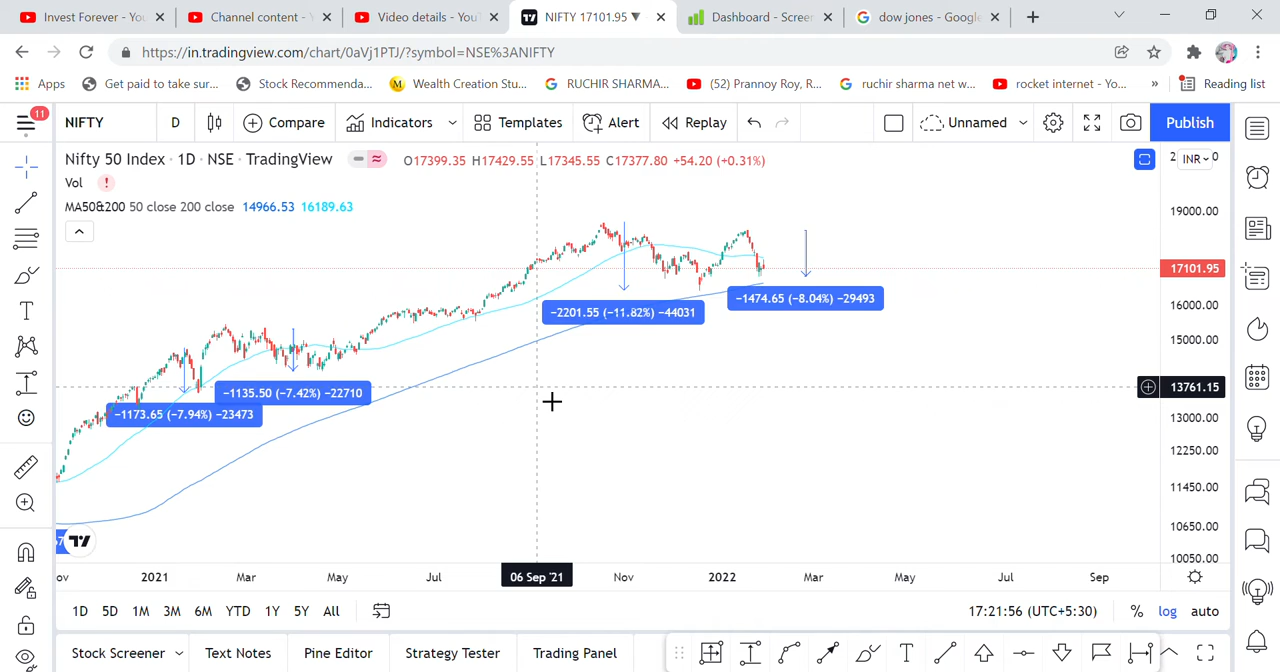 Invest Forever - You
Channel content -
Video details - You
NIFTY 17101.95 ▼
Dashboard - Screen
dow jones - Google
https://in.tradingview.com/chart/0aVj1PTJ/?symbol=NSE%3ANIFTY
Apps
Get paid to take sur...
Stock Recommenda...
Wealth Creation Stu...
RUCHIR SHARMA...
(52) Prannoy Roy, R...
ruchir sharma net w...
rocket internet - Yo...
»
Reading list
11
NIFTY
D
Compare
Indicators
Templates
Alert
Replay
Unnamed
Publish
Nifty 50 Index · 1D · NSE · TradingView
O17399.35 H17429.55 L17345.55 C17377.80 +54.20 (+0.31%)
INR
Vol
MA50&200 50 close 200 close 14966.53 16189.63
19000.00
17101.95
16000.00
15000.00
13761.15
13000.00
12250.00
11450.00
10650.00
10050.00
−1474.65 (−8.04%) −29493
−2201.55 (−11.82%) −44031
−1135.50 (−7.42%) −22710
−1173.65 (−7.94%) −23473
ov
2021
Mar
May
Jul
06 Sep '21
Nov
2022
Mar
May
Jul
Sep
1D 5D 1M 3M 6M YTD 1Y 5Y All
17:21:56 (UTC+5:30)
% log auto
Stock Screener
Text Notes
Pine Editor
Strategy Tester
Trading Panel